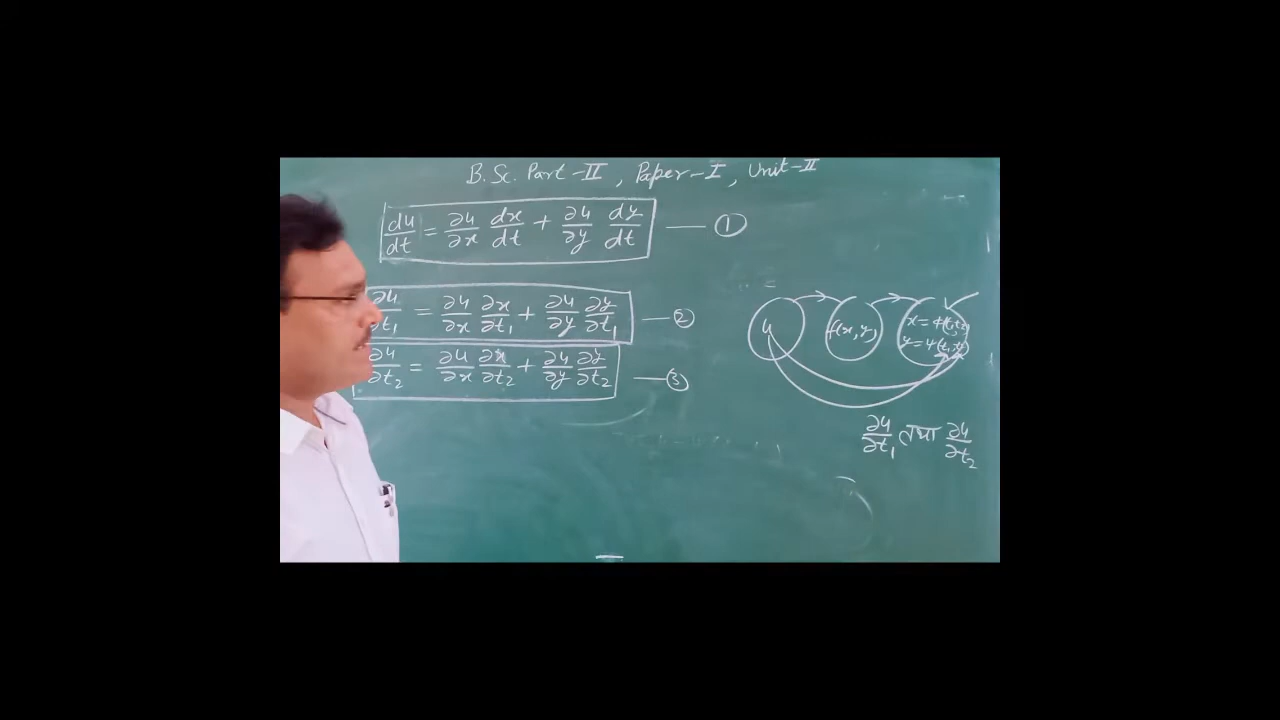 B.Sc. Part-II, Paper-I, Unit-II
du/dt = ∂u/∂x dx/dt + ∂u/∂y dy/dt — ①
∂u/∂t₁ = ∂u/∂x ∂x/∂t₁ + ∂u/∂y ∂y/∂t₁ — ②
∂u/∂t₂ = ∂u/∂x ∂x/∂t₂ + ∂u/∂y ∂y/∂t₂ — ③
u
f(x,y)
x=φ(t₁,t₂)
y=ψ(t₁,t₂)
∂u/∂t₁ तथा ∂u/∂t₂